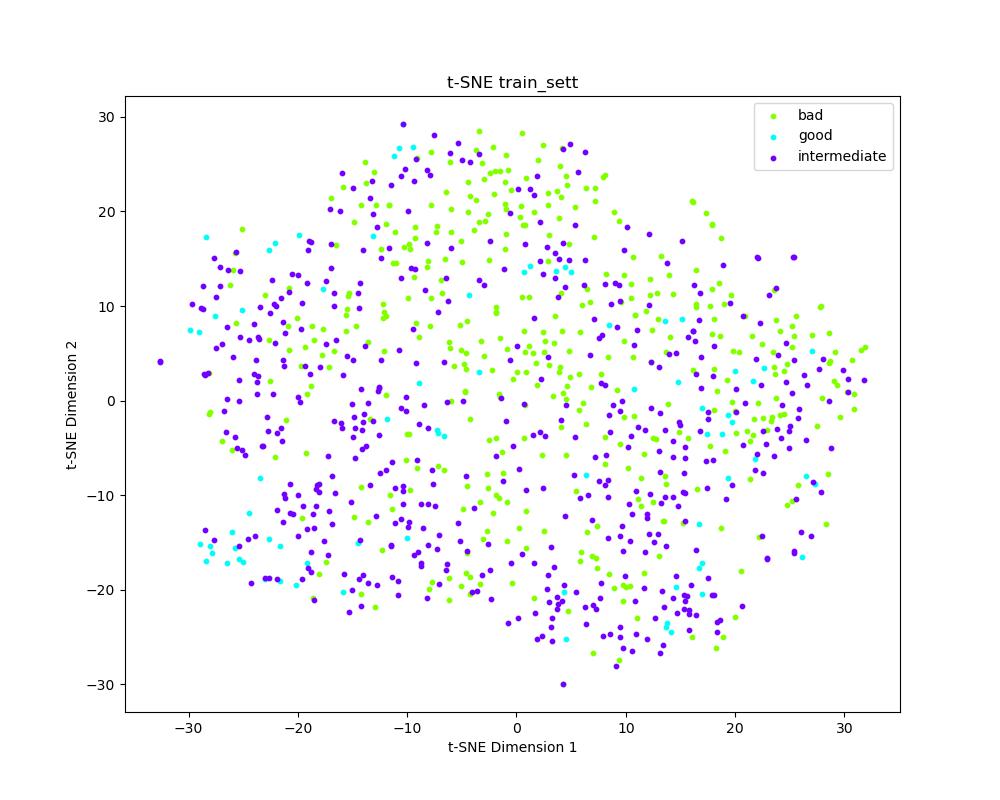 t-SNE train_sett
bad
good
intermediate
30
20
10
0
−10
−20
−30
t-SNE Dimension 2
−30 −20 −10 0 10 20 30
t-SNE Dimension 1